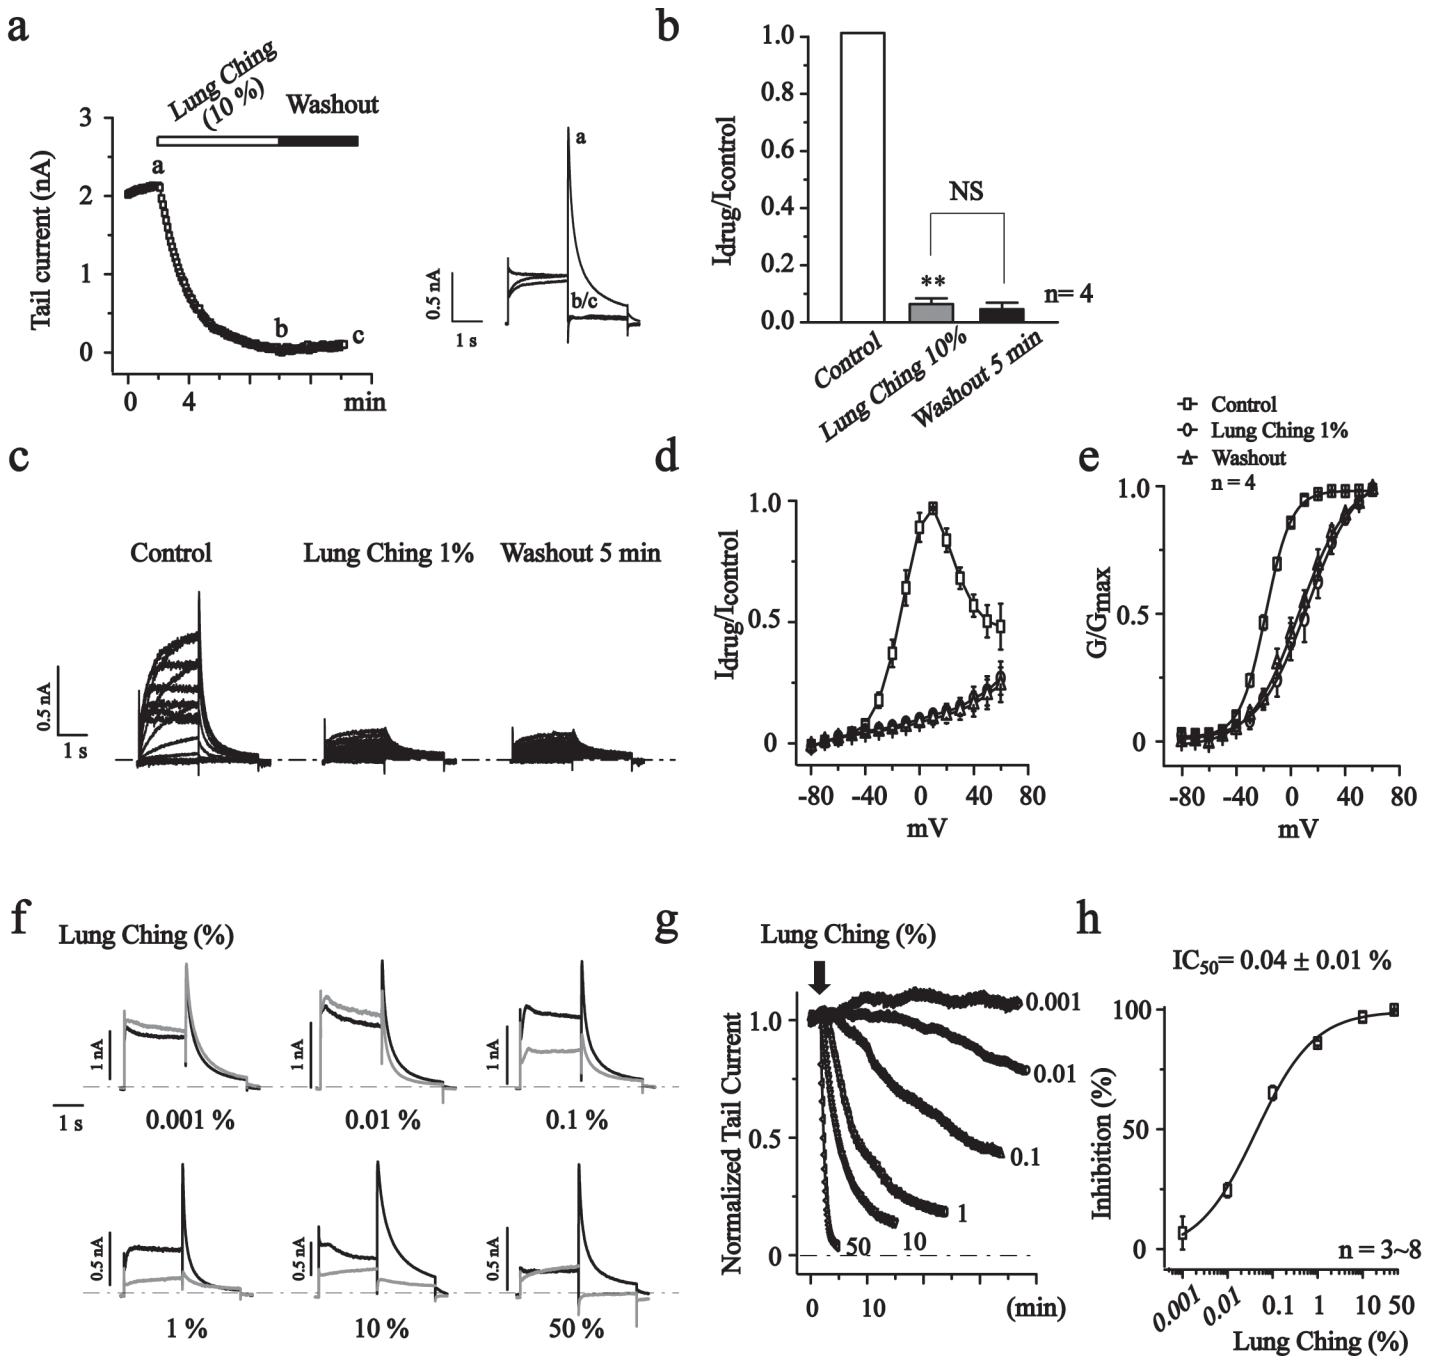 a
Lung Ching
(10 %)
Washout
3
2
1
0
Tail current (nA)
a
b
c
0
4
min
a
b/c
0.5 nA
1 s
b
1.0
0.8
0.6
0.4
0.2
0.0
Idrug/Icontrol
NS
**
n= 4
Control
Lung Ching 10%
Washout 5 min
c
Control
Lung Ching 1%
Washout 5 min
0.5 nA
1 s
d
1.0
0.5
0
Idrug/Icontrol
-80 -40 0 40 80
mV
e
Control
Lung Ching 1%
Washout
n = 4
1.0
0.5
0
G/Gmax
-80 -40 0 40 80
mV
f
Lung Ching (%)
1 nA
1 nA
1 nA
1 s
0.001 %
0.01 %
0.1 %
0.5 nA
0.5 nA
0.5 nA
1 %
10 %
50 %
g
Lung Ching (%)
1.0
0.5
0
Normalized Tail Current
0.001
0.01
0.1
1
10
50
0 10 (min)
h
IC50= 0.04 ± 0.01 %
100
50
0
Inhibition (%)
n = 3~8
0.001 0.01 0.1 1 10 50
Lung Ching (%)